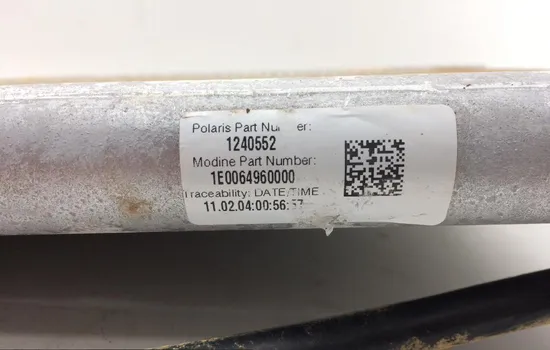 Polaris Part Number:
1240552
Modine Part Number:
1E0064960000
Traceability: DATE/TIME
11.02.04:00:56:57